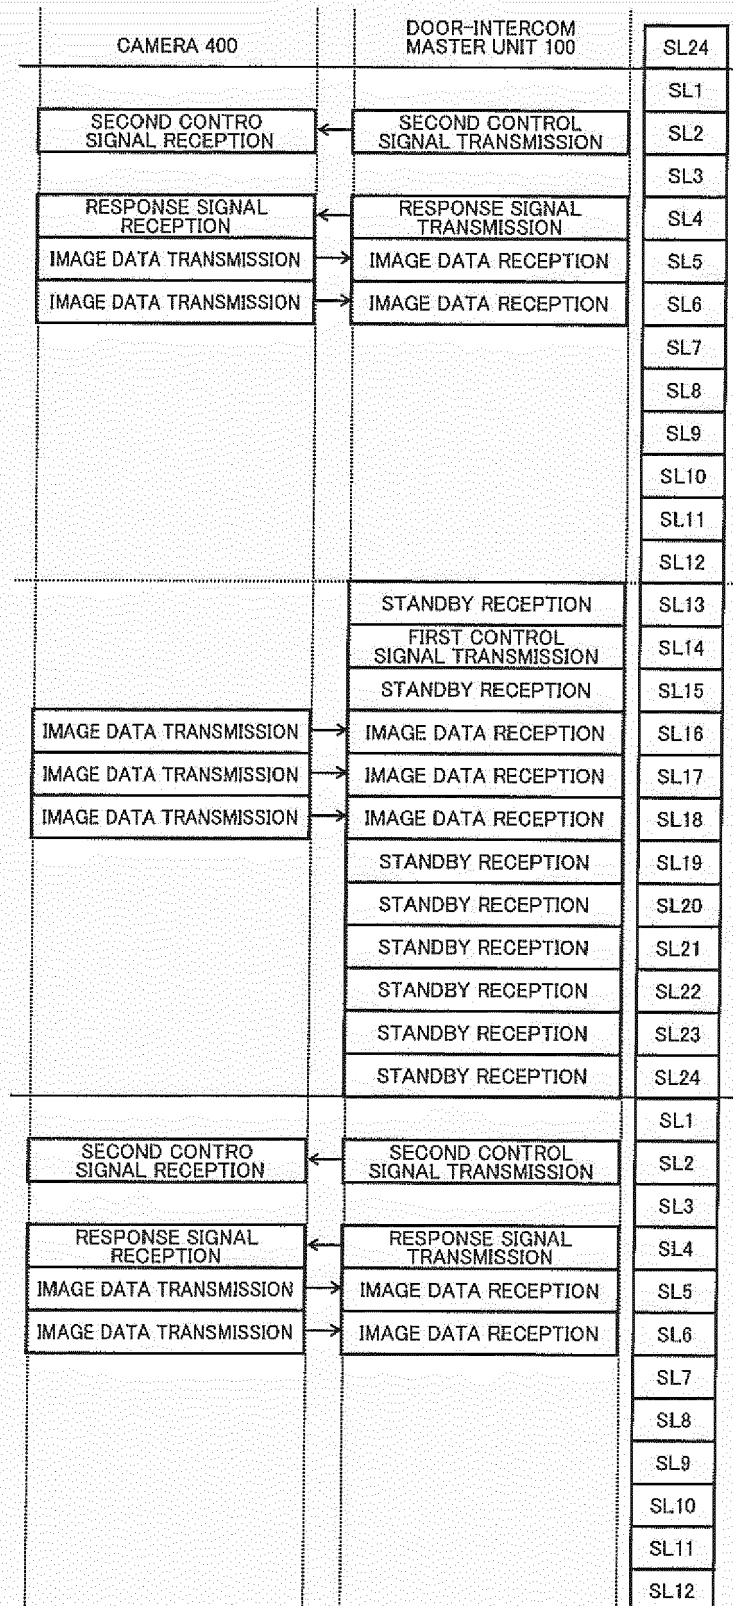 CAMERA 400
DOOR-INTERCOM
MASTER UNIT 100
SL24
SL1
SECOND CONTRO
SIGNAL RECEPTION
SECOND CONTROL
SIGNAL TRANSMISSION
SL2
SL3
RESPONSE SIGNAL
RECEPTION
RESPONSE SIGNAL
TRANSMISSION
SL4
IMAGE DATA TRANSMISSION
IMAGE DATA RECEPTION
SL5
IMAGE DATA TRANSMISSION
IMAGE DATA RECEPTION
SL6
SL7
SL8
SL9
SL10
SL11
SL12
STANDBY RECEPTION
SL13
FIRST CONTROL
SIGNAL TRANSMISSION
SL14
STANDBY RECEPTION
SL15
IMAGE DATA TRANSMISSION
IMAGE DATA RECEPTION
SL16
IMAGE DATA TRANSMISSION
IMAGE DATA RECEPTION
SL17
IMAGE DATA TRANSMISSION
IMAGE DATA RECEPTION
SL18
STANDBY RECEPTION
SL19
STANDBY RECEPTION
SL20
STANDBY RECEPTION
SL21
STANDBY RECEPTION
SL22
STANDBY RECEPTION
SL23
STANDBY RECEPTION
SL24
SL1
SECOND CONTRO
SIGNAL RECEPTION
SECOND CONTROL
SIGNAL TRANSMISSION
SL2
SL3
RESPONSE SIGNAL
RECEPTION
RESPONSE SIGNAL
TRANSMISSION
SL4
IMAGE DATA TRANSMISSION
IMAGE DATA RECEPTION
SL5
IMAGE DATA TRANSMISSION
IMAGE DATA RECEPTION
SL6
SL7
SL8
SL9
SL10
SL11
SL12